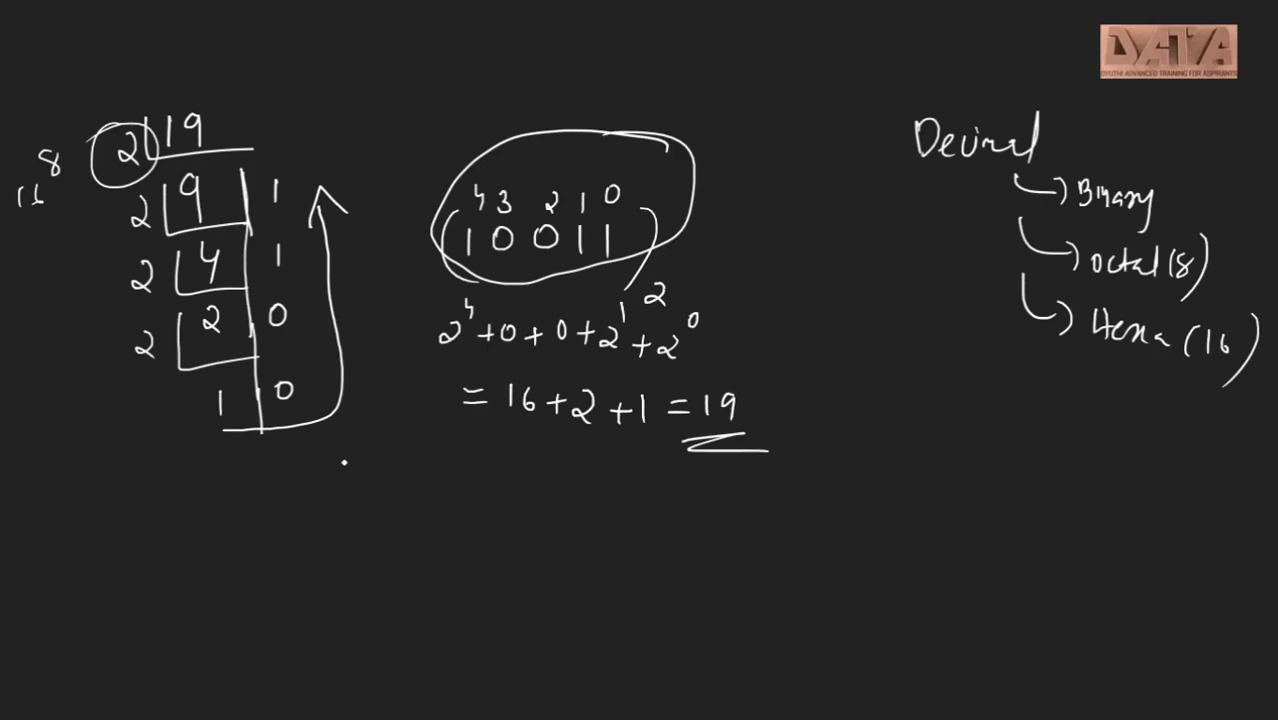 DATA
DYUTHI ADVANCED TRAINING FOR ASPIRANTS
2 19
8
16
2 9 1
2 4 1
2 2 0
1 0
4 3 2 1 0
(1 0 0 1 1)2
2^4 + 0 + 0 + 2^1 + 2^0
= 16 + 2 + 1 = 19
Decimal
→ Binary
→ Octal (8)
→ Hexa (16)